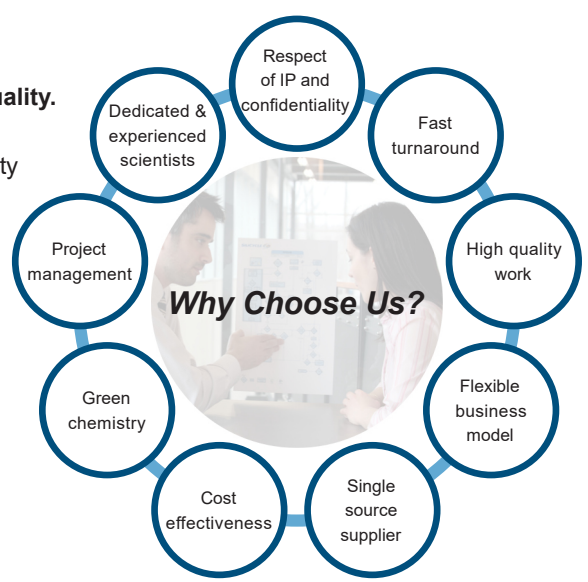 uality.
ty
Respect
of IP and
confidentiality
Fast
turnaround
High quality
work
Flexible
business
model
Single
source
supplier
Cost
effectiveness
Green
chemistry
Project
management
Dedicated &
experienced
scientists
Why Choose Us?